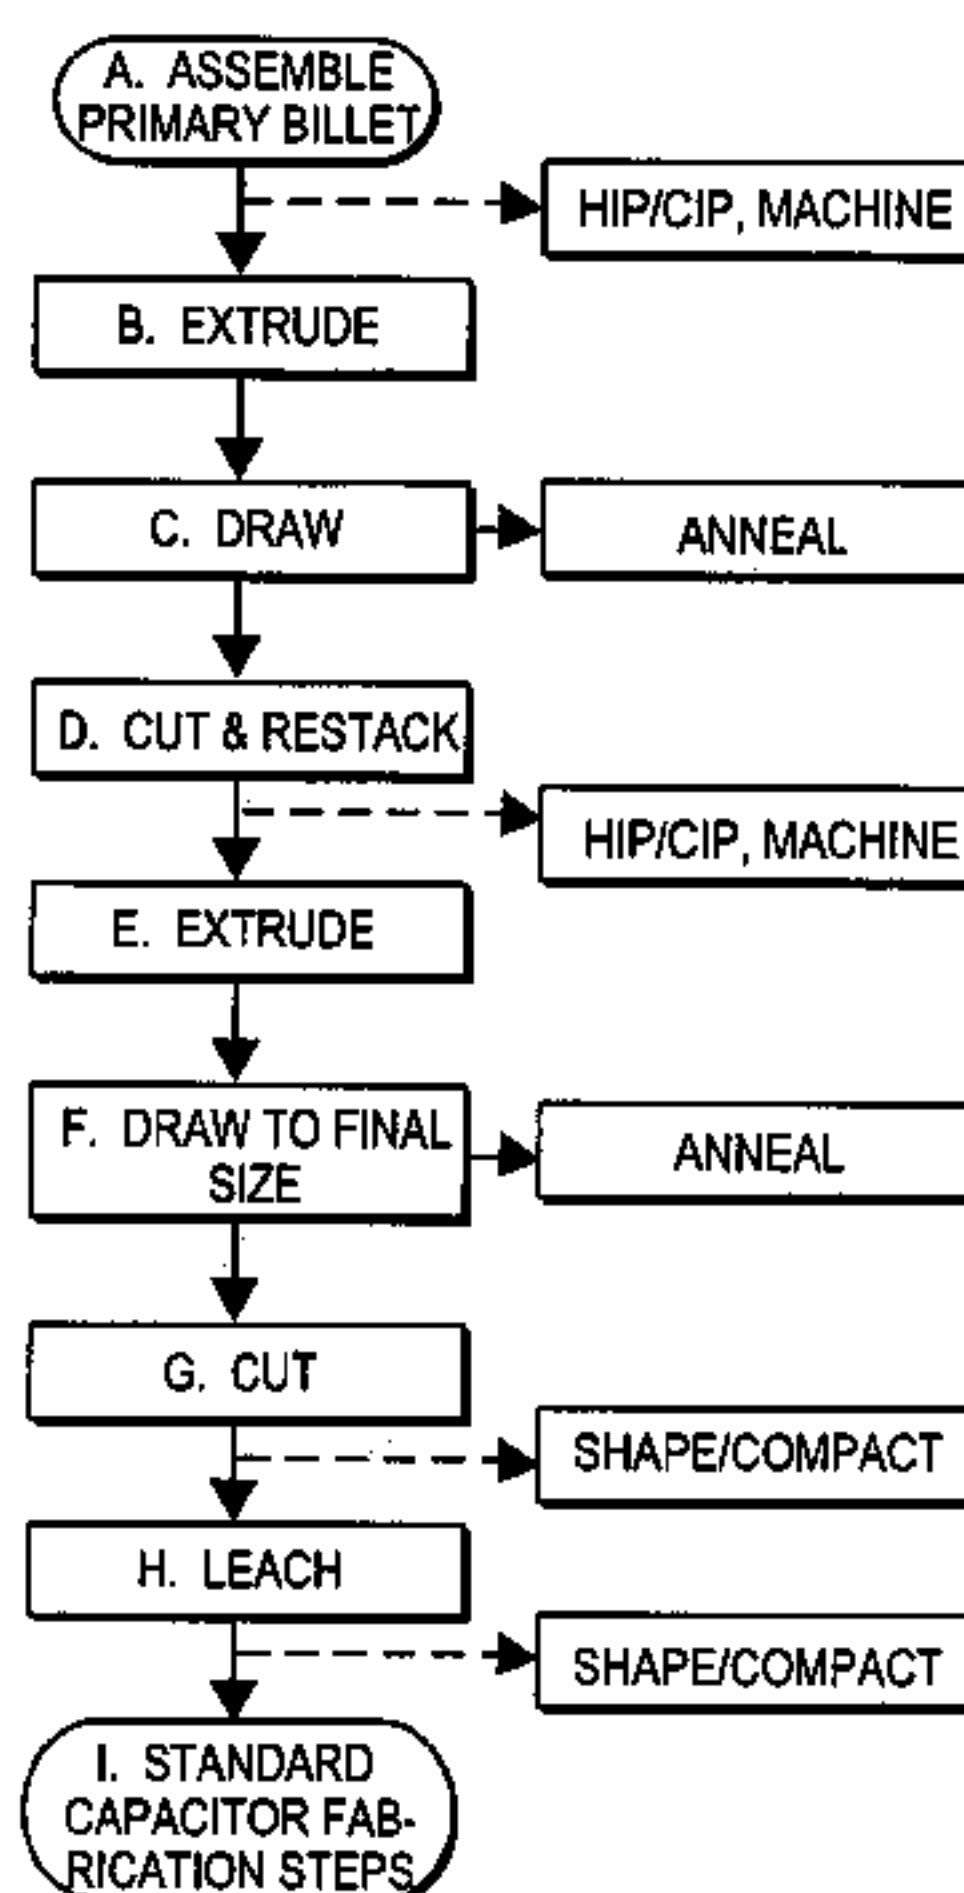 A. ASSEMBLE
PRIMARY BILLET
HIP/CIP, MACHINE
B. EXTRUDE
C. DRAW
ANNEAL
D. CUT & RESTACK
HIP/CIP, MACHINE
E. EXTRUDE
F. DRAW TO FINAL
SIZE
ANNEAL
G. CUT
SHAPE/COMPACT
H. LEACH
SHAPE/COMPACT
I. STANDARD
CAPACITOR FAB-
RICATION STEPS